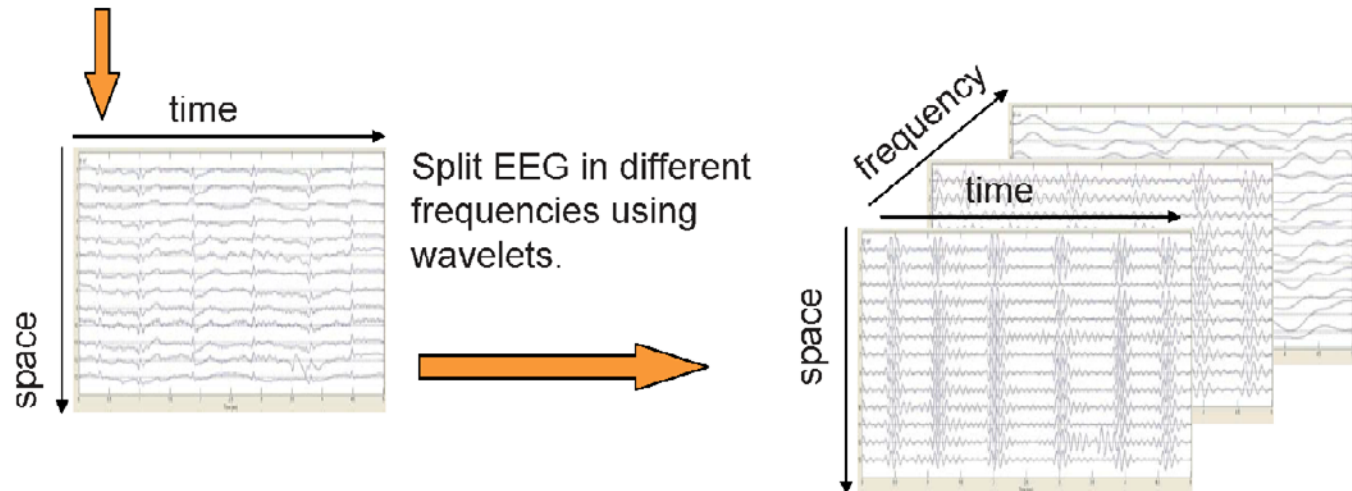 time
space
Split EEG in different
frequencies using
wavelets.
frequency
time
space